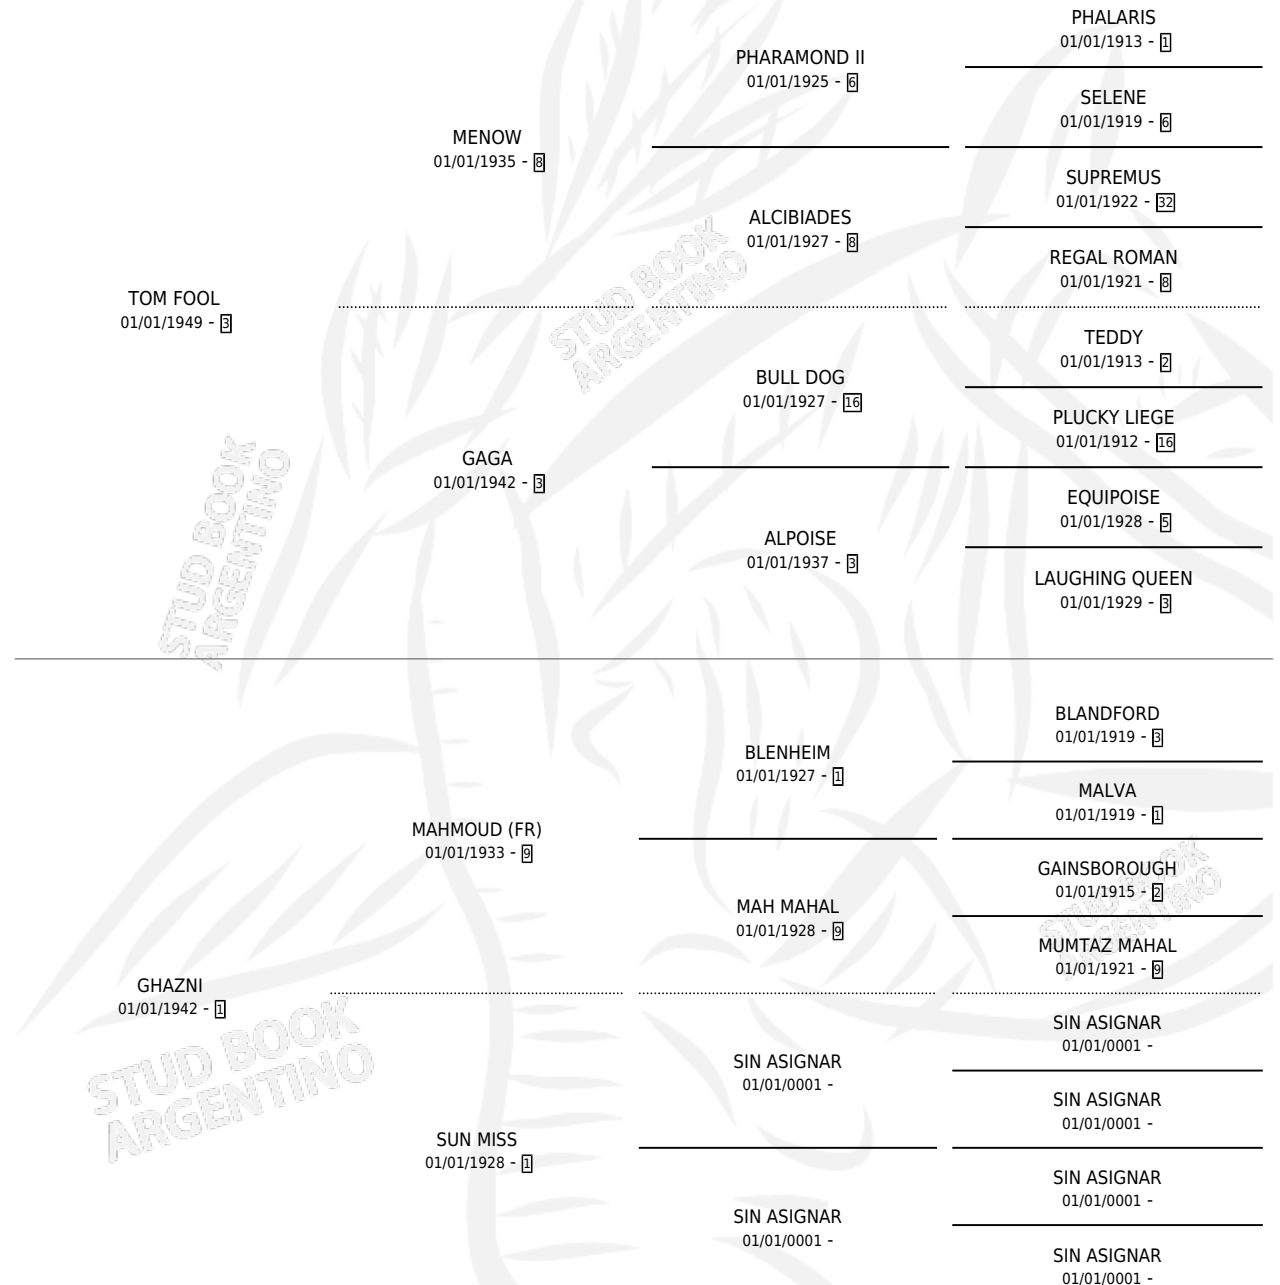 TOM FOOL
01/01/1949 - 3
MENOW
01/01/1935 - 8
PHARAMOND II
01/01/1925 - 6
PHALARIS
01/01/1913 - 1
SELENE
01/01/1919 - 6
ALCIBIADES
01/01/1927 - 8
SUPREMUS
01/01/1922 - 32
REGAL ROMAN
01/01/1921 - 8
GAGA
01/01/1942 - 3
BULL DOG
01/01/1927 - 16
TEDDY
01/01/1913 - 2
PLUCKY LIEGE
01/01/1912 - 16
ALPOISE
01/01/1937 - 3
EQUIPOISE
01/01/1928 - 5
LAUGHING QUEEN
01/01/1929 - 3
GHAZNI
01/01/1942 - 1
MAHMOUD (FR)
01/01/1933 - 9
BLENHEIM
01/01/1927 - 1
BLANDFORD
01/01/1919 - 3
MALVA
01/01/1919 - 1
MAH MAHAL
01/01/1928 - 9
GAINSBOROUGH
01/01/1915 - 2
MUMTAZ MAHAL
01/01/1921 - 9
SUN MISS
01/01/1928 - 1
SIN ASIGNAR
01/01/0001 -
SIN ASIGNAR
01/01/0001 -
SIN ASIGNAR
01/01/0001 -
SIN ASIGNAR
01/01/0001 -
SIN ASIGNAR
01/01/0001 -
SIN ASIGNAR
01/01/0001 -
STUD BOOK
ARGENTINO
STUD BOOK
ARGENTINO
STUD BOOK
ARGENTINO
STUD BOOK
ARGENTINO